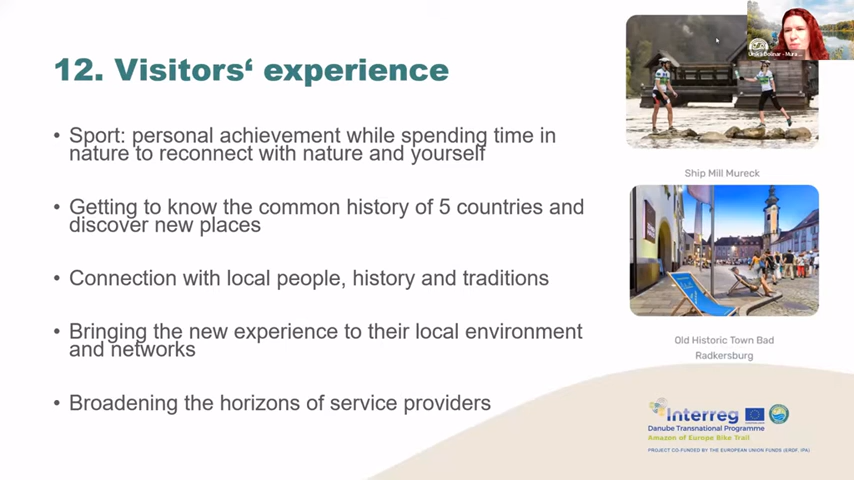 12. Visitors‘ experience
• Sport: personal achievement while spending time in
nature to reconnect with nature and yourself
• Getting to know the common history of 5 countries and
discover new places
• Connection with local people, history and traditions
• Bringing the new experience to their local environment
and networks
• Broadening the horizons of service providers
Ship Mill Mureck
Old Historic Town Bad
Radkersburg
Interreg
Danube Transnational Programme
Amazon of Europe Bike Trail
PROJECT CO-FUNDED BY THE EUROPEAN UNION FUNDS (ERDF, IPA)